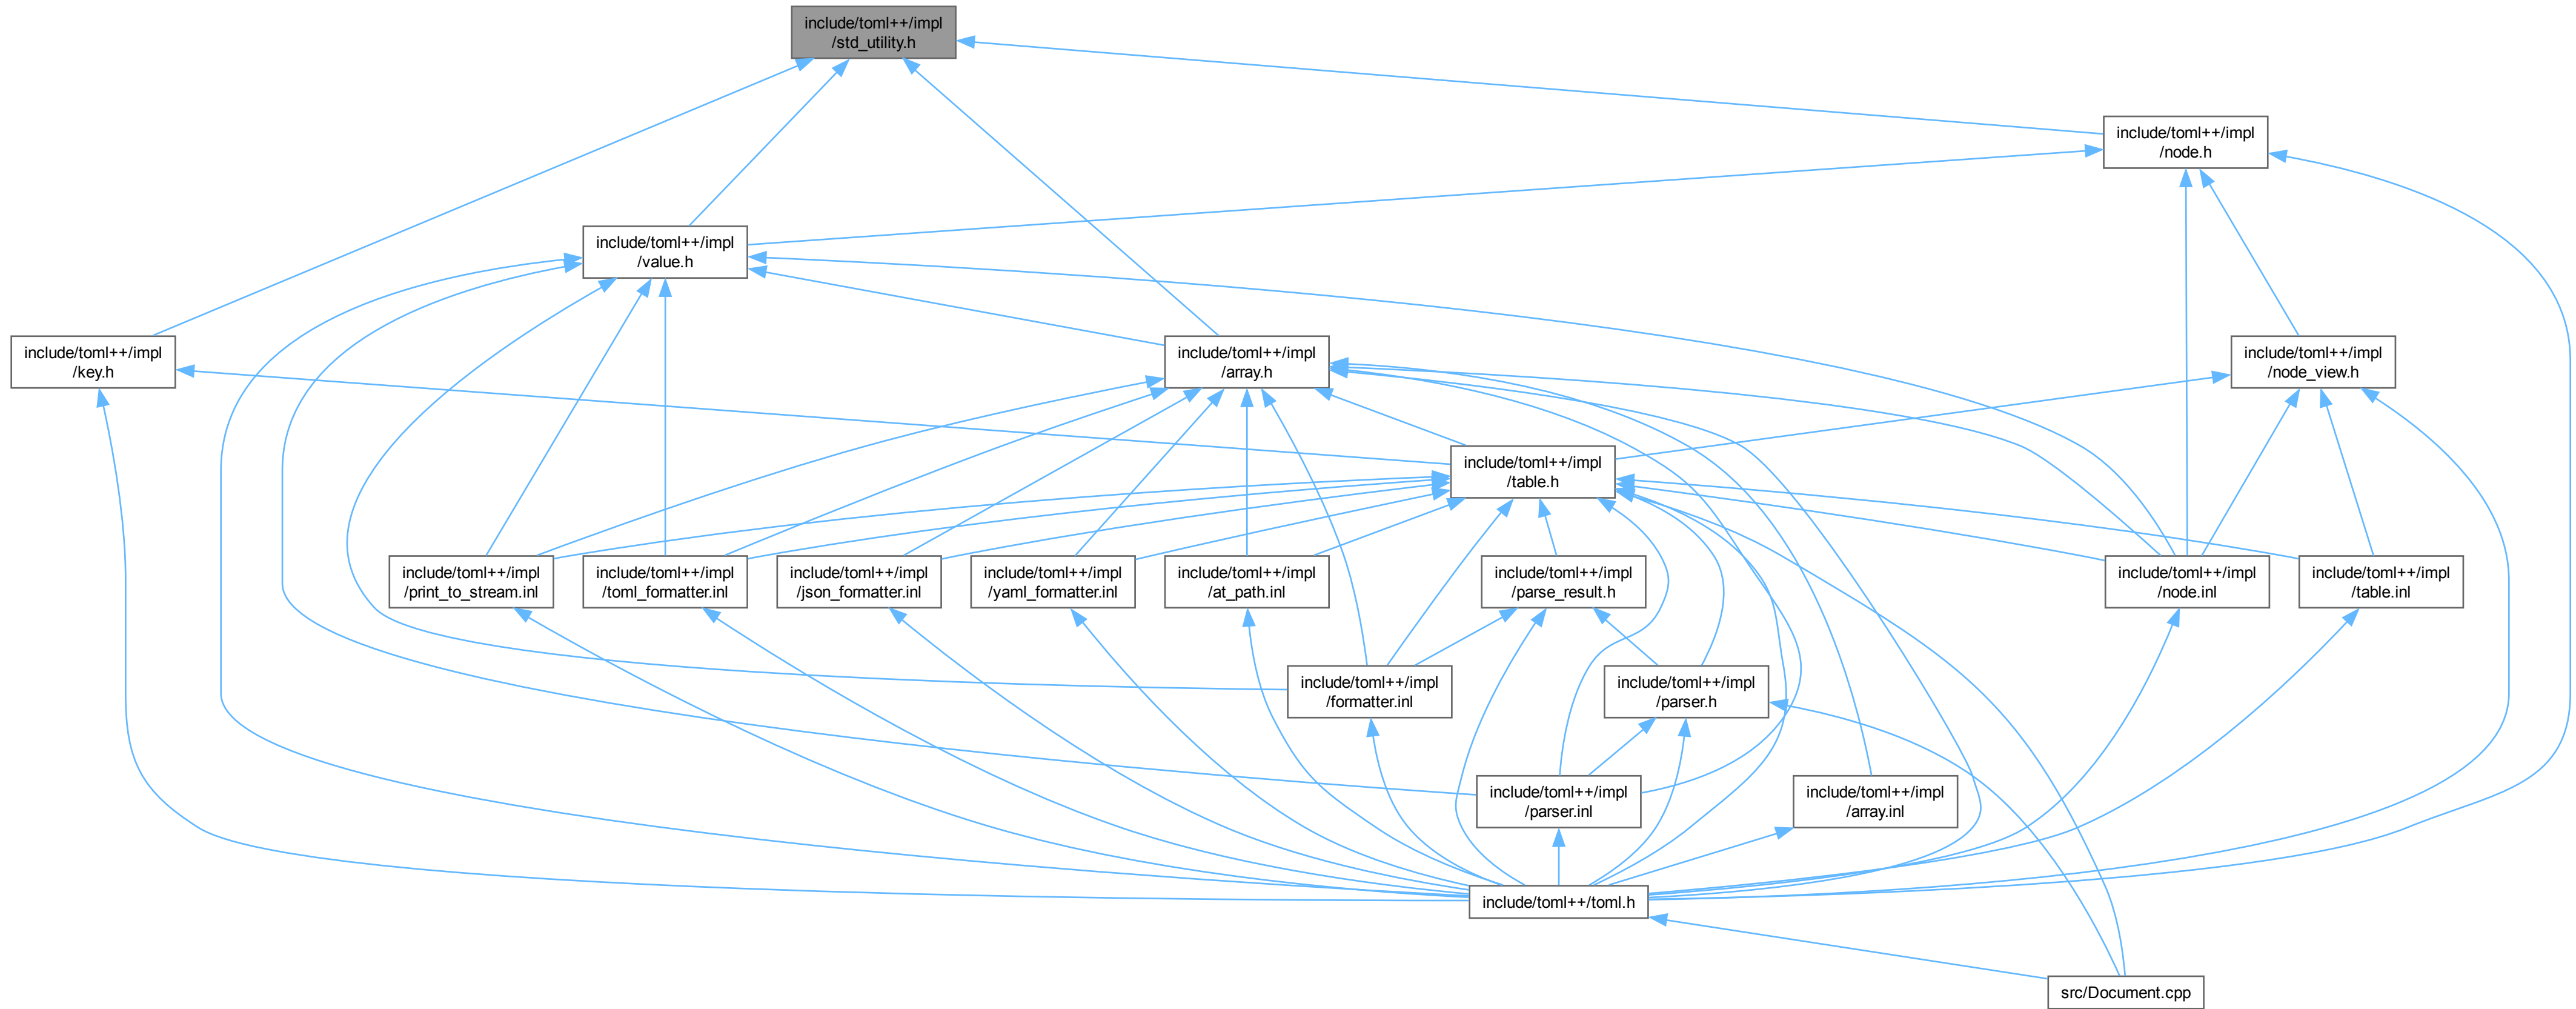 include/toml++/impl
/std_utility.h
include/toml++/impl
/node.h
include/toml++/impl
/value.h
include/toml++/impl
/key.h
include/toml++/impl
/array.h
include/toml++/impl
/node_view.h
include/toml++/impl
/table.h
include/toml++/impl
/print_to_stream.inl
include/toml++/impl
/toml_formatter.inl
include/toml++/impl
/json_formatter.inl
include/toml++/impl
/yaml_formatter.inl
include/toml++/impl
/at_path.inl
include/toml++/impl
/parse_result.h
include/toml++/impl
/node.inl
include/toml++/impl
/table.inl
include/toml++/impl
/formatter.inl
include/toml++/impl
/parser.h
include/toml++/impl
/parser.inl
include/toml++/impl
/array.inl
include/toml++/toml.h
src/Document.cpp